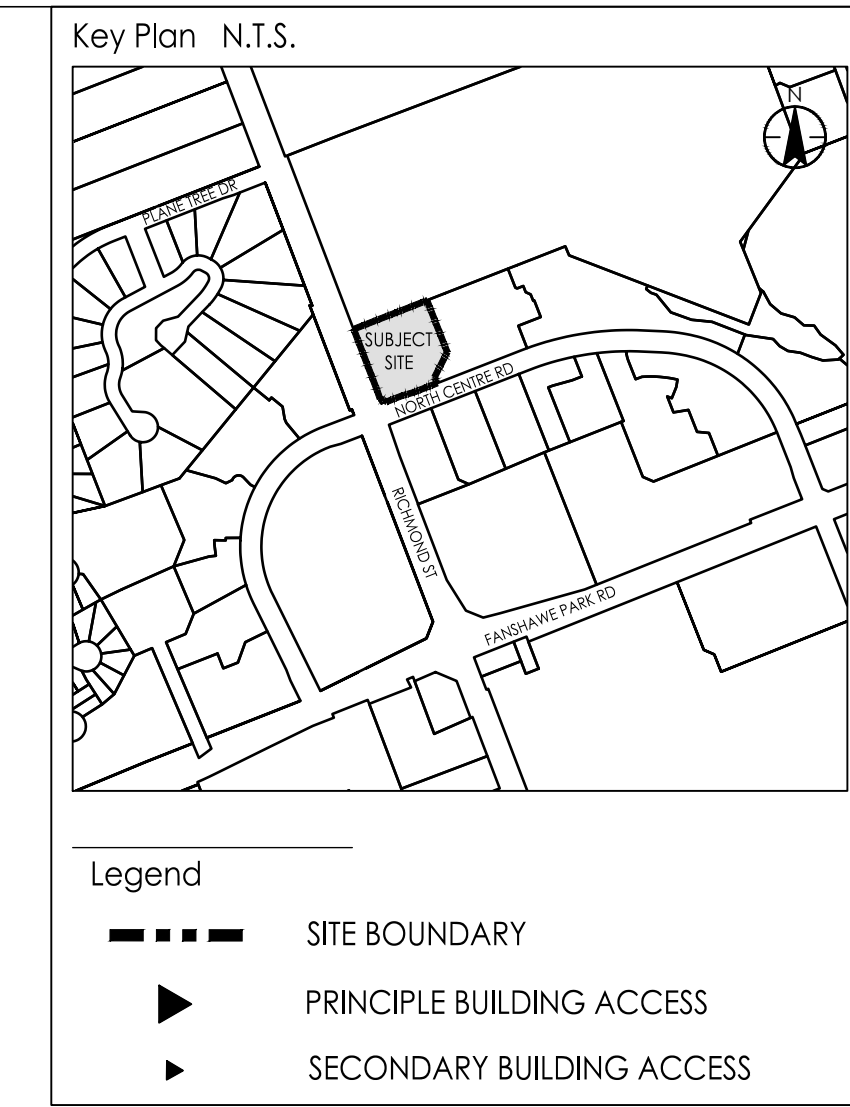 Key Plan N.T.S.
N
PLANE TREE DR
SUBJECT
SITE
NORTH CENTRE RD
RICHMOND ST
FANSHAWE PARK RD
Legend
SITE BOUNDARY
PRINCIPLE BUILDING ACCESS
SECONDARY BUILDING ACCESS